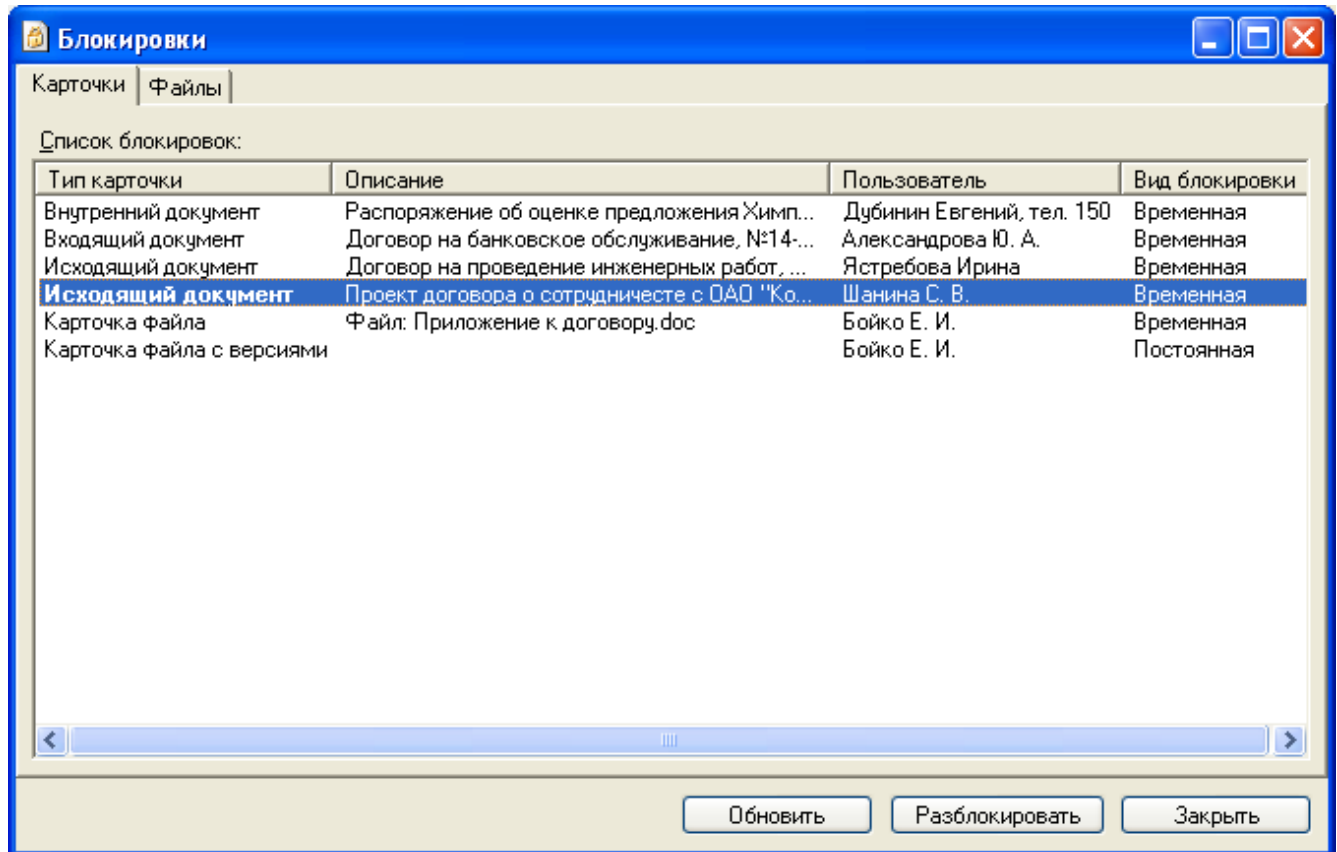 Блокировки
Карточки Файлы
Список блокировок:
Тип карточки Описание Пользователь Вид блокировки
Внутренний документ Распоряжение об оценке предложения Химп... Дубинин Евгений, тел. 150 Временная
Входящий документ Договор на банковское обслуживание, №14-... Александрова Ю. А. Временная
Исходящий документ Договор на проведение инженерных работ, ... Ястребова Ирина Временная
Исходящий документ Проект договора о сотрудничесте с ОАО "Ко... Шанина С. В. Временная
Карточка файла Файл: Приложение к договору.doc Бойко Е. И. Временная
Карточка файла с версиями Бойко Е. И. Постоянная
Обновить Разблокировать Закрыть